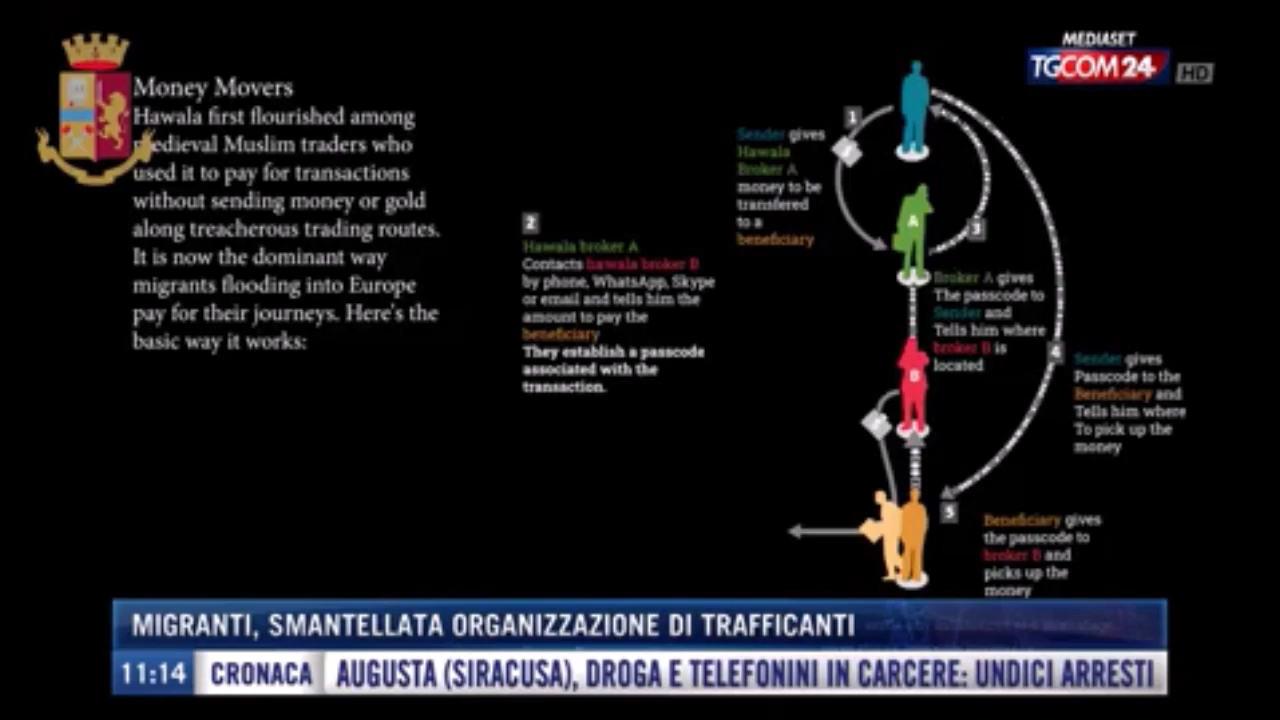 MEDIASET
TGCOM24 HD
Money Movers
Hawala first flourished among
medieval Muslim traders who
used it to pay for transactions
without sending money or gold
along treacherous trading routes.
It is now the dominant way
migrants flooding into Europe
pay for their journeys. Here's the
basic way it works:
1
Sender gives
Hawala
Broker A
money to be
transfered
to a
beneficiary
2
Hawala broker A
Contacts hawala broker B
by phone, WhatsApp, Skype
or email and tells him the
amount to pay the
beneficiary
They establish a passcode
associated with the
transaction.
A
3
Broker A gives
The passcode to
Sender and
Tells him where
broker B is
located
B
4
Sender gives
Passcode to the
Beneficiary and
Tells him where
To pick up the
money
5
Beneficiary gives
the passcode to
broker B and
picks up the
money
MIGRANTI, SMANTELLATA ORGANIZZAZIONE DI TRAFFICANTI
11:14 CRONACA AUGUSTA (SIRACUSA), DROGA E TELEFONINI IN CARCERE: UNDICI ARRESTI